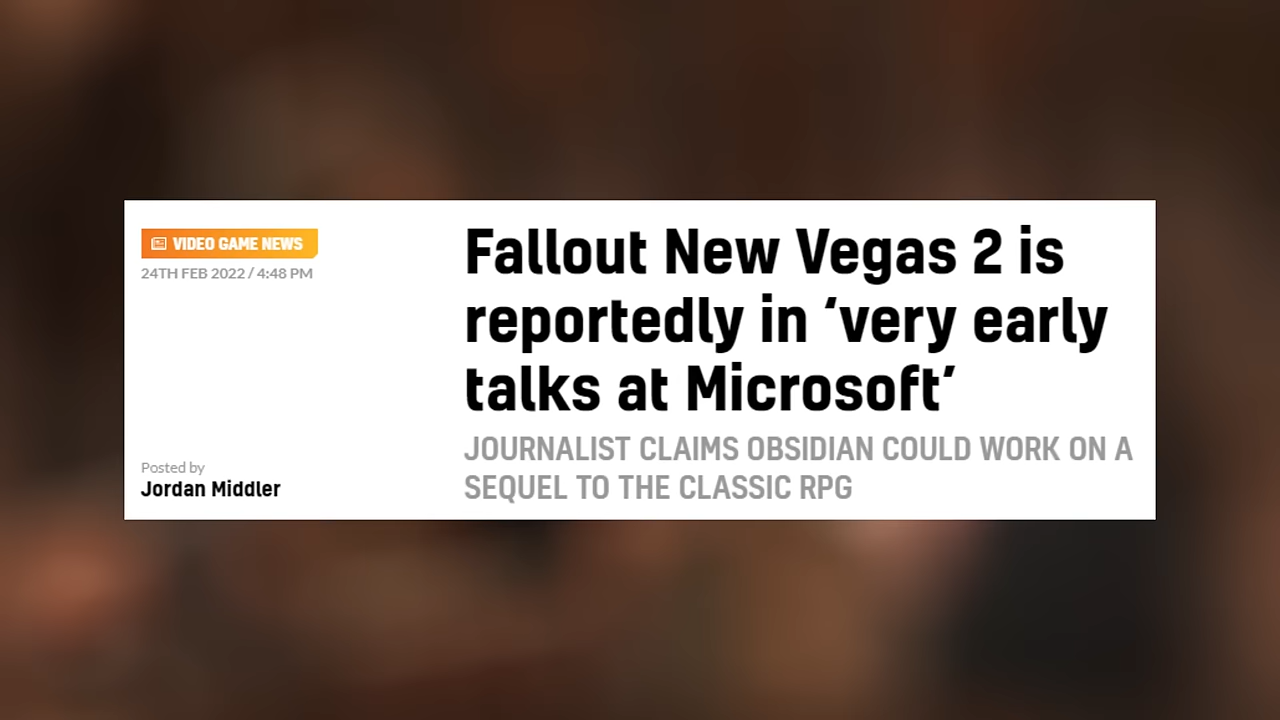 VIDEO GAME NEWS
24TH FEB 2022 / 4:48 PM
Fallout New Vegas 2 is
reportedly in ‘very early
talks at Microsoft’
JOURNALIST CLAIMS OBSIDIAN COULD WORK ON A
SEQUEL TO THE CLASSIC RPG
Posted by
Jordan Middler